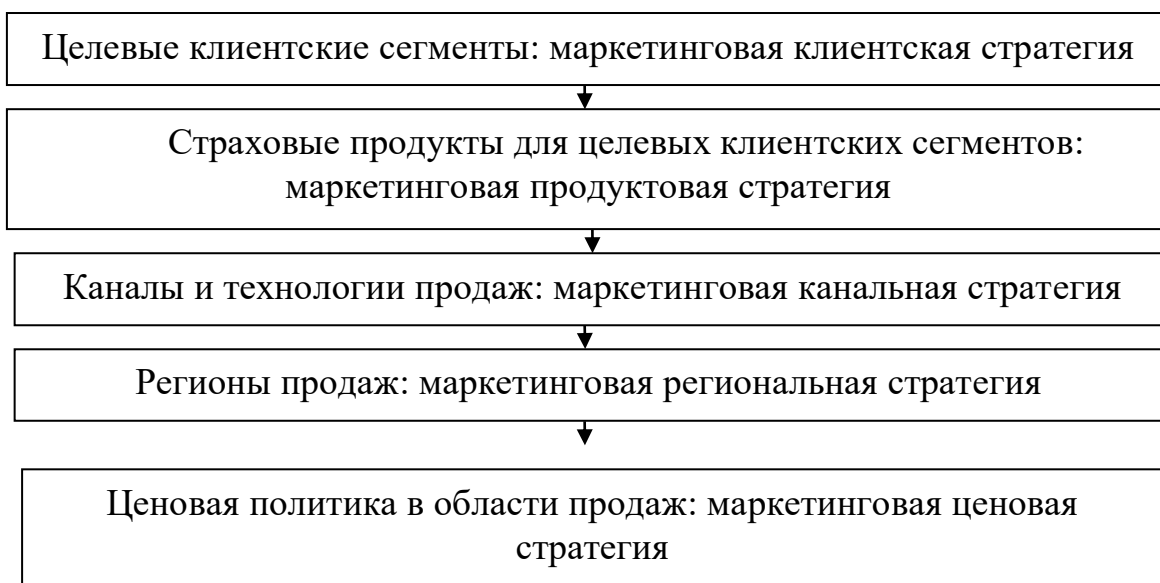 Целевые клиентские сегменты: маркетинговая клиентская стратегия
Страховые продукты для целевых клиентских сегментов:
маркетинговая продуктовая стратегия
Каналы и технологии продаж: маркетинговая канальная стратегия
Регионы продаж: маркетинговая региональная стратегия
Ценовая политика в области продаж: маркетинговая ценовая
стратегия